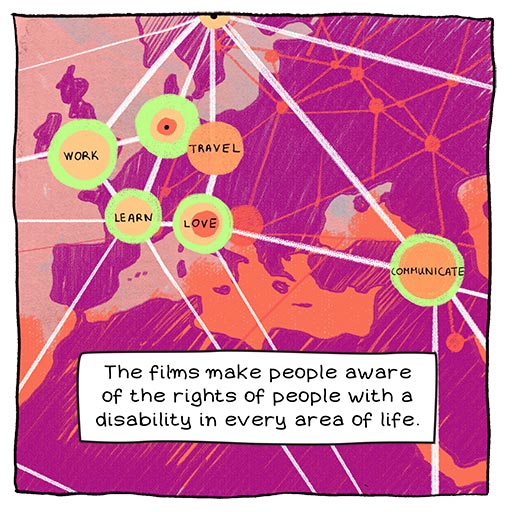 WORK
TRAVEL
LEARN
LOVE
COMMUNICATE
The films make people aware
of the rights of people with a
disability in every area of life.